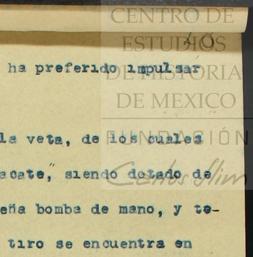 CENTRO DE
ESTUDIOS
ha preferido impulsar
DE HISTORIA
DE MEXICO
la veta, de los cuales
FUNDACIÓN
acate", siendo dotado de
Carlos Slim
eña bomba de mano, y te-
tiro se encuentra en